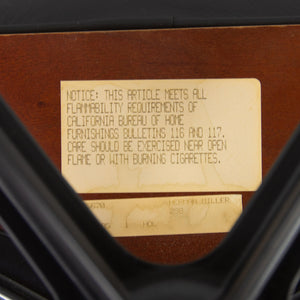 NOTICE: THIS ARTICLE MEETS ALL
FLAMMABILITY REQUIREMENTS OF
CALIFORNIA BUREAU OF HOME
FURNISHINGS BULLETINS 116 AND 117.
CARE SHOULD BE EXERCISED NEAR OPEN
FLAME OR WITH BURNING CIGARETTES.
HERMAN MILLER